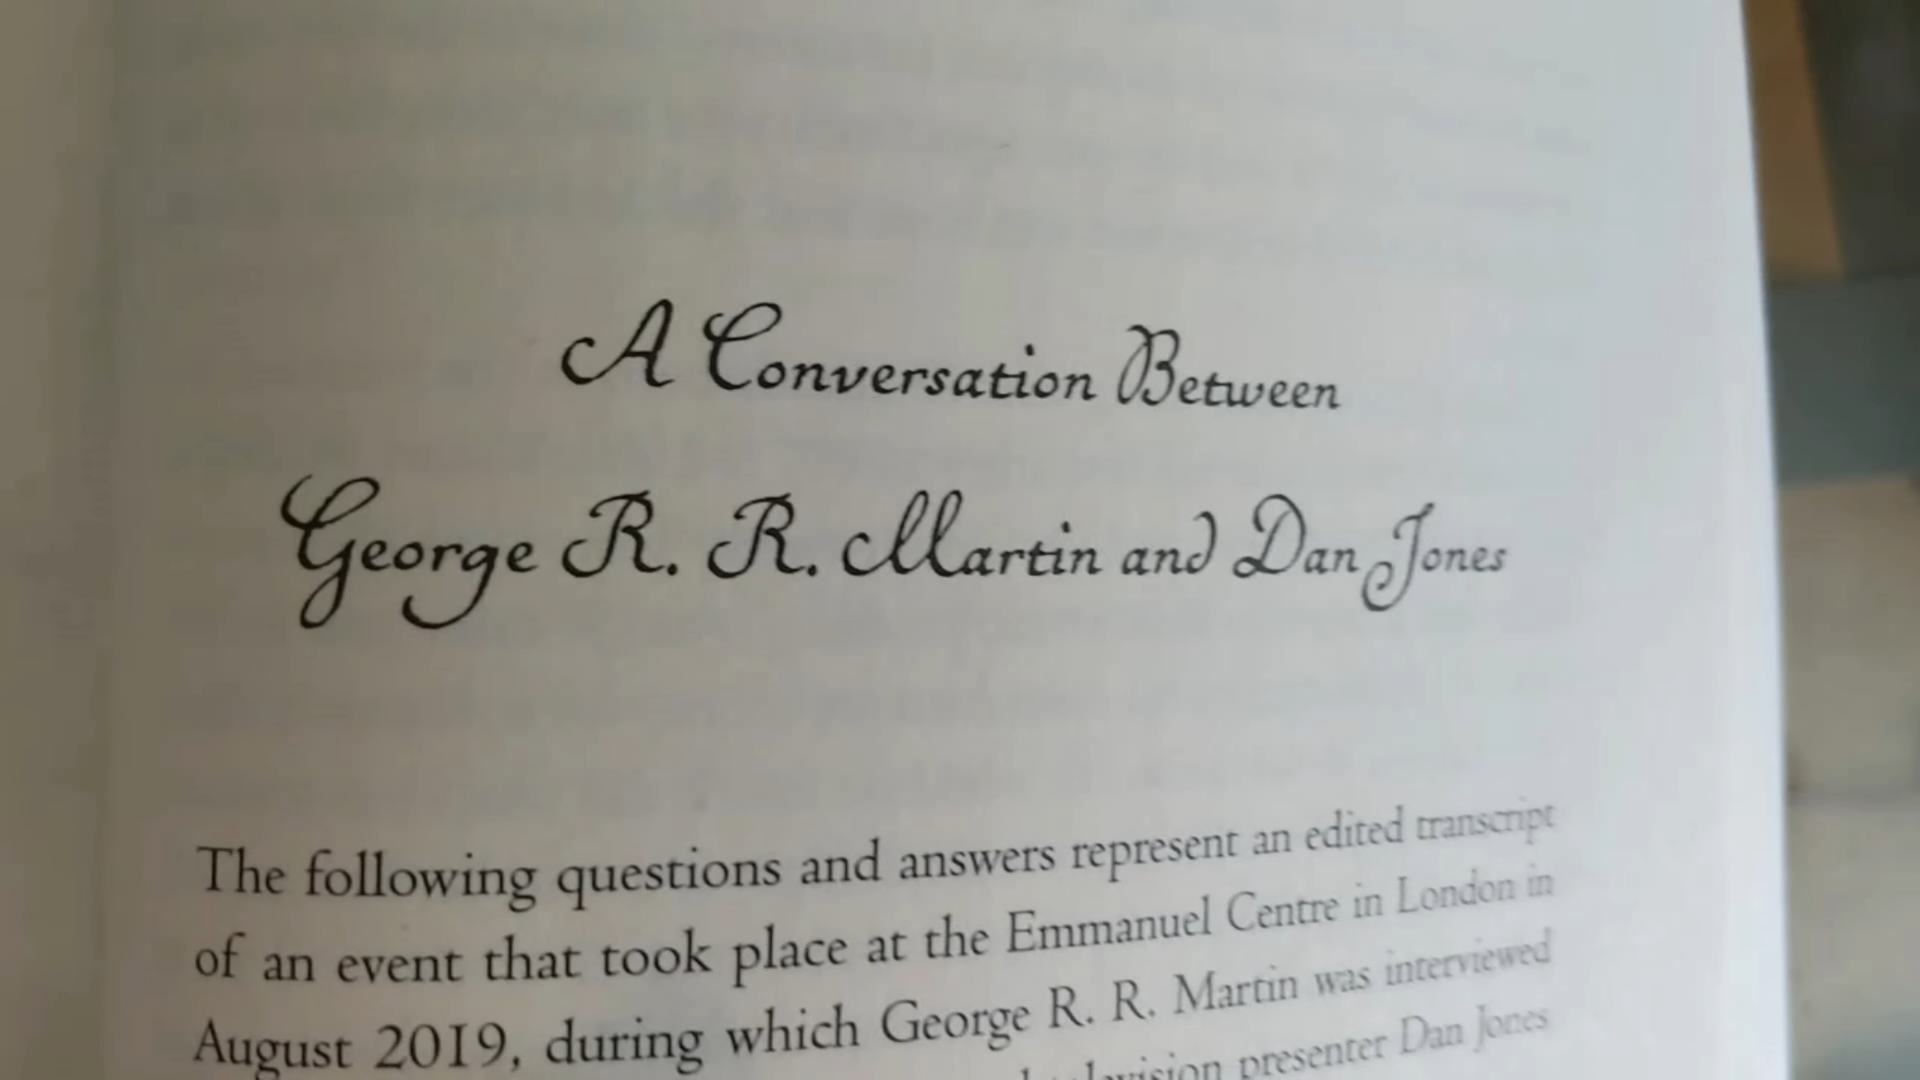 A Conversation Between
George R. R. Martin and Dan Jones
The following questions and answers represent an edited transcript
of an event that took place at the Emmanuel Centre in London in
August 2019, during which George R. R. Martin was interviewed
presenter Dan Jones